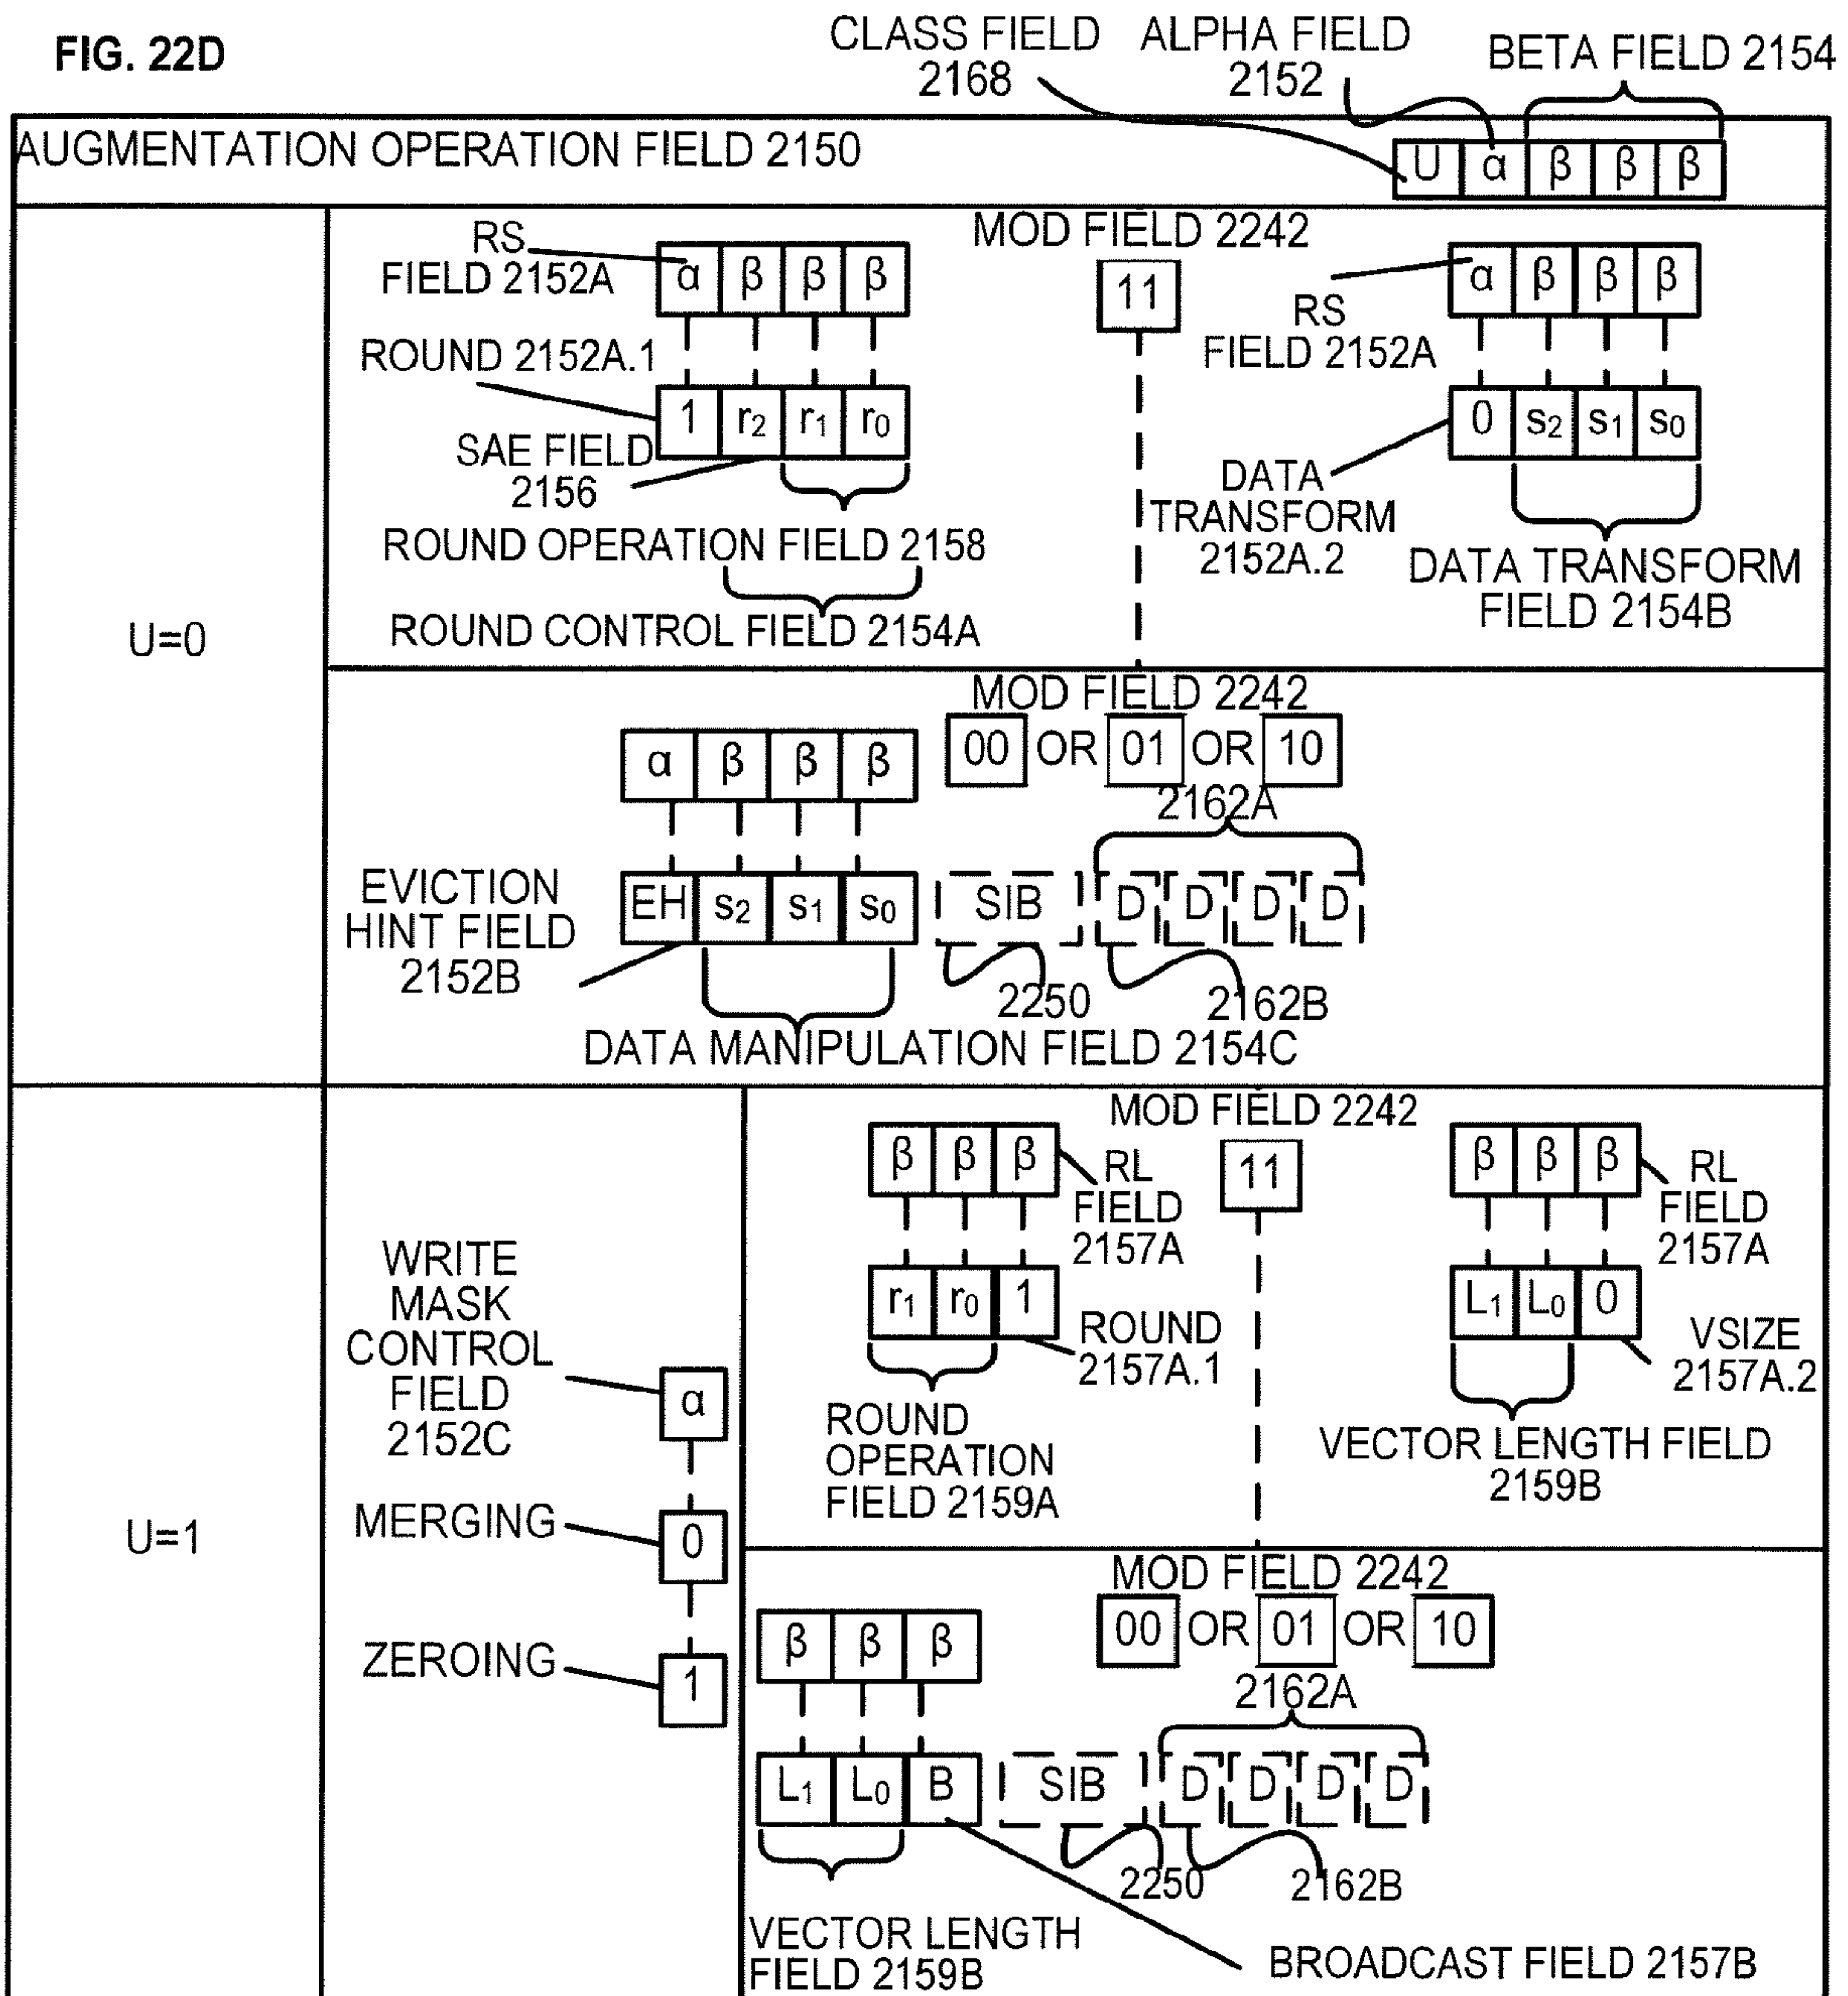 FIG. 22D
CLASS FIELD
2168
ALPHA FIELD
2152
BETA FIELD 2154
AUGMENTATION OPERATION FIELD 2150
U α β β β
U=0
MOD FIELD 2242
11
RS
FIELD 2152A
α β β β
ROUND 2152A.1
1 r2 r1 r0
SAE FIELD
2156
ROUND OPERATION FIELD 2158
ROUND CONTROL FIELD 2154A
α β β β
RS
FIELD 2152A
0 s2 s1 s0
DATA
TRANSFORM
2152A.2
DATA TRANSFORM
FIELD 2154B
MOD FIELD 2242
00 OR 01 OR 10
α β β β
2162A
EVICTION
HINT FIELD
2152B
EH s2 s1 s0 SIB D D D D
2250
2162B
DATA MANIPULATION FIELD 2154C
U=1
WRITE
MASK
CONTROL
FIELD
2152C
α
MERGING
0
ZEROING
1
MOD FIELD 2242
11
β β β
RL
FIELD
2157A
r1 r0 1
ROUND
2157A.1
ROUND
OPERATION
FIELD 2159A
β β β
RL
FIELD
2157A
L1 L0 0
VSIZE
2157A.2
VECTOR LENGTH FIELD
2159B
MOD FIELD 2242
00 OR 01 OR 10
β β β
2162A
L1 L0 B SIB D D D D
2250
2162B
VECTOR LENGTH
FIELD 2159B
BROADCAST FIELD 2157B